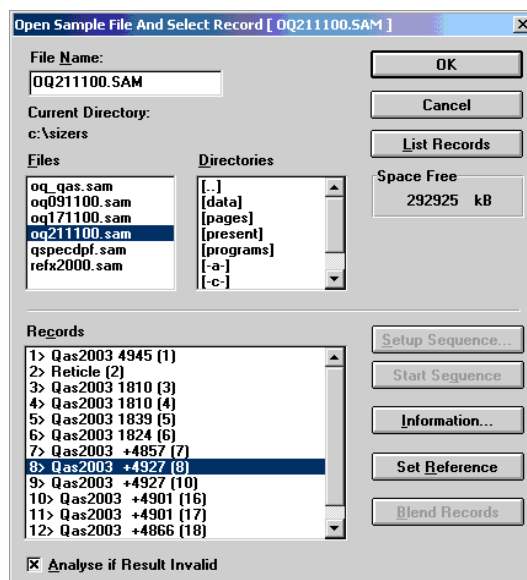 Open Sample File And Select Record [ OQ211100.SAM ]
File Name:
OQ211100.SAM
Current Directory:
c:\sizers
Files
oq_qas.sam
oq091100.sam
oq171100.sam
oq211100.sam
qspecdpf.sam
refx2000.sam
Directories
[..]
[data]
[pages]
[present]
[programs]
[-a-]
[-c-]
OK
Cancel
List Records
Space Free
292925 kB
Records
1> Qas2003 4945 (1)
2> Reticle (2)
3> Qas2003 1810 (3)
4> Qas2003 1810 (4)
5> Qas2003 1839 (5)
6> Qas2003 1824 (6)
7> Qas2003 +4857 (7)
8> Qas2003 +4927 (8)
9> Qas2003 +4927 (10)
10> Qas2003 +4901 (16)
11> Qas2003 +4901 (17)
12> Qas2003 +4866 (18)
Setup Sequence...
Start Sequence
Information...
Set Reference
Blend Records
Analyse if Result Invalid